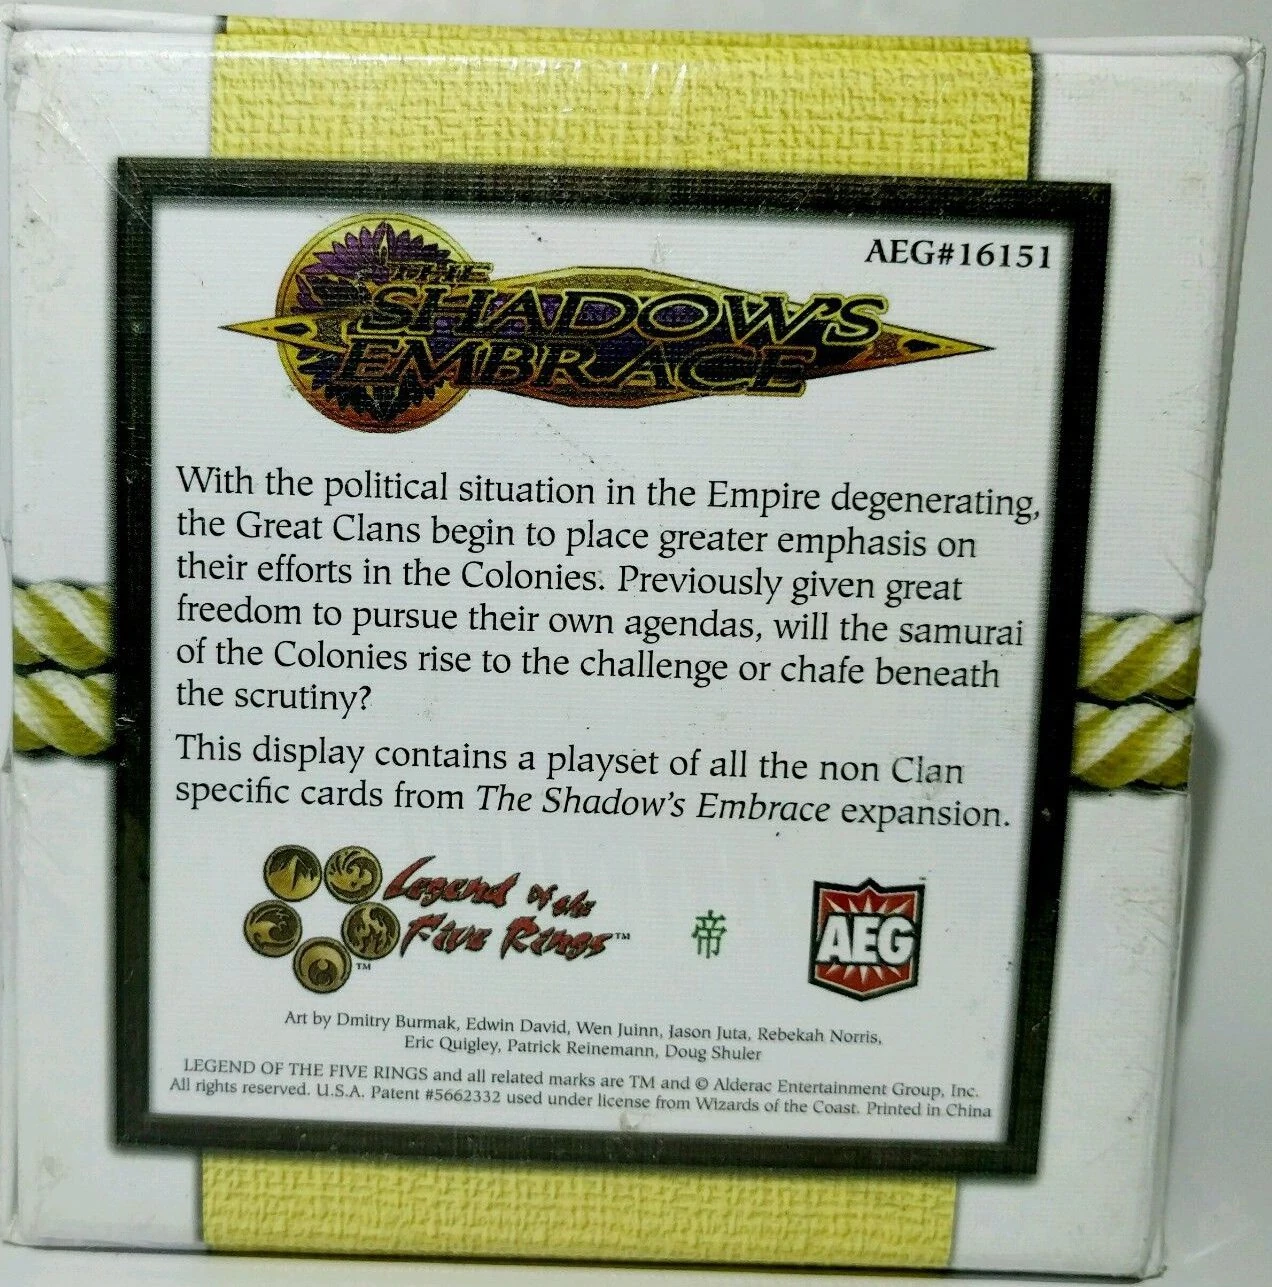 AEG#16151
THE
SHADOW'S
EMBRACE
With the political situation in the Empire degenerating,
the Great Clans begin to place greater emphasis on
their efforts in the Colonies. Previously given great
freedom to pursue their own agendas, will the samurai
of the Colonies rise to the challenge or chafe beneath
the scrutiny?
This display contains a playset of all the non Clan
specific cards from The Shadow's Embrace expansion.
Legend of the
Five Rings™
TM
帝
AEG
Art by Dmitry Burmak, Edwin David, Wen Juinn, Jason Juta, Rebekah Norris,
Eric Quigley, Patrick Reinemann, Doug Shuler
LEGEND OF THE FIVE RINGS and all related marks are TM and © Alderac Entertainment Group, Inc.
All rights reserved. U.S.A. Patent #5662332 used under license from Wizards of the Coast. Printed in China